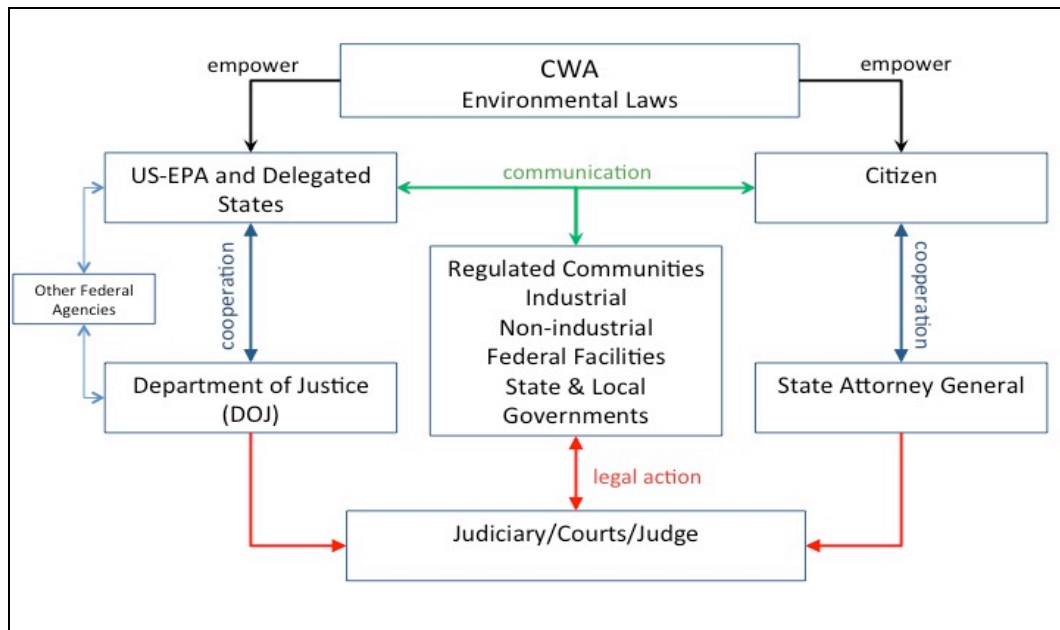 empower
CWA
Environmental Laws
empower
US-EPA and Delegated
States
communication
Citizen
Other Federal
Agencies
cooperation
Regulated Communities
Industrial
Non-industrial
Federal Facilities
State & Local
Governments
cooperation
Department of Justice
(DOJ)
State Attorney General
legal action
Judiciary/Courts/Judge